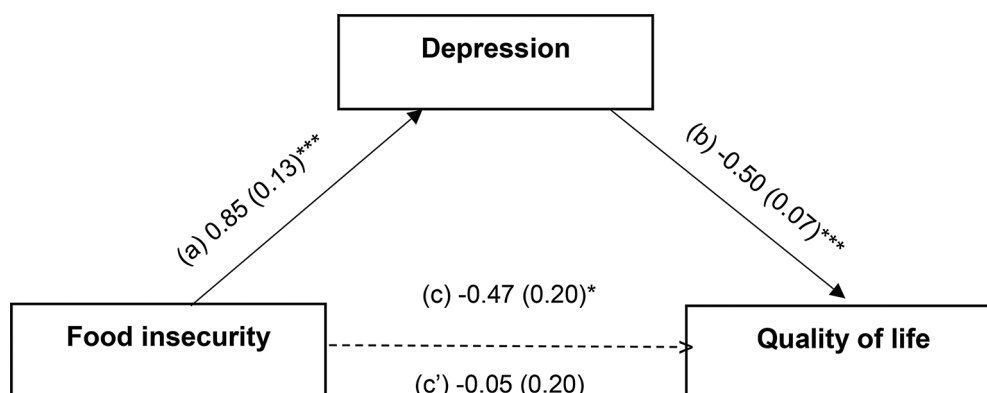 Depression
(a) 0.85 (0.13)***
(b) -0.50 (0.07)***
(c) -0.47 (0.20)*
Food insecurity
Quality of life
(c’) -0.05 (0.20)